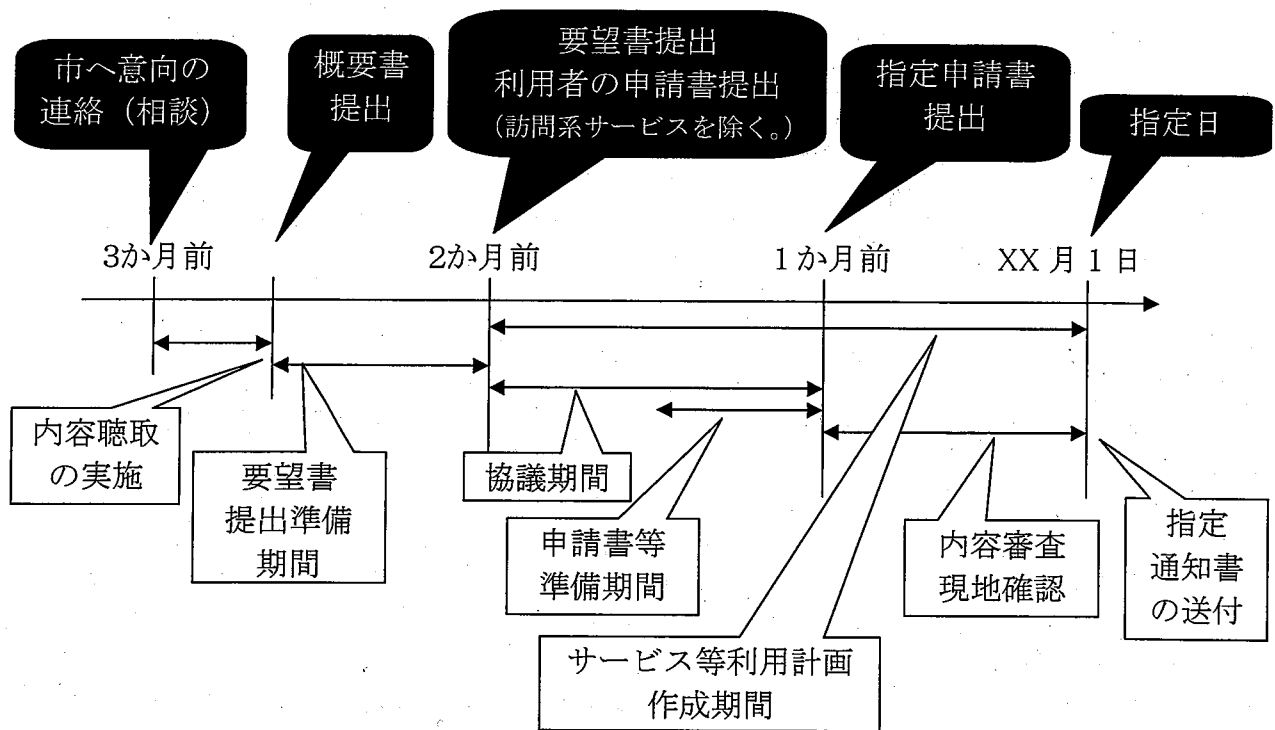 市へ意向の
連絡（相談）
概要書
提出
要望書提出
利用者の申請書提出
（訪問系サービスを除く。）
指定申請書
提出
指定日
3か月前
2か月前
1か月前
XX月1日
内容聴取
の実施
要望書
提出準備
期間
協議期間
申請書等
準備期間
サービス等利用計画
作成期間
内容審査
現地確認
指定
通知書
の送付